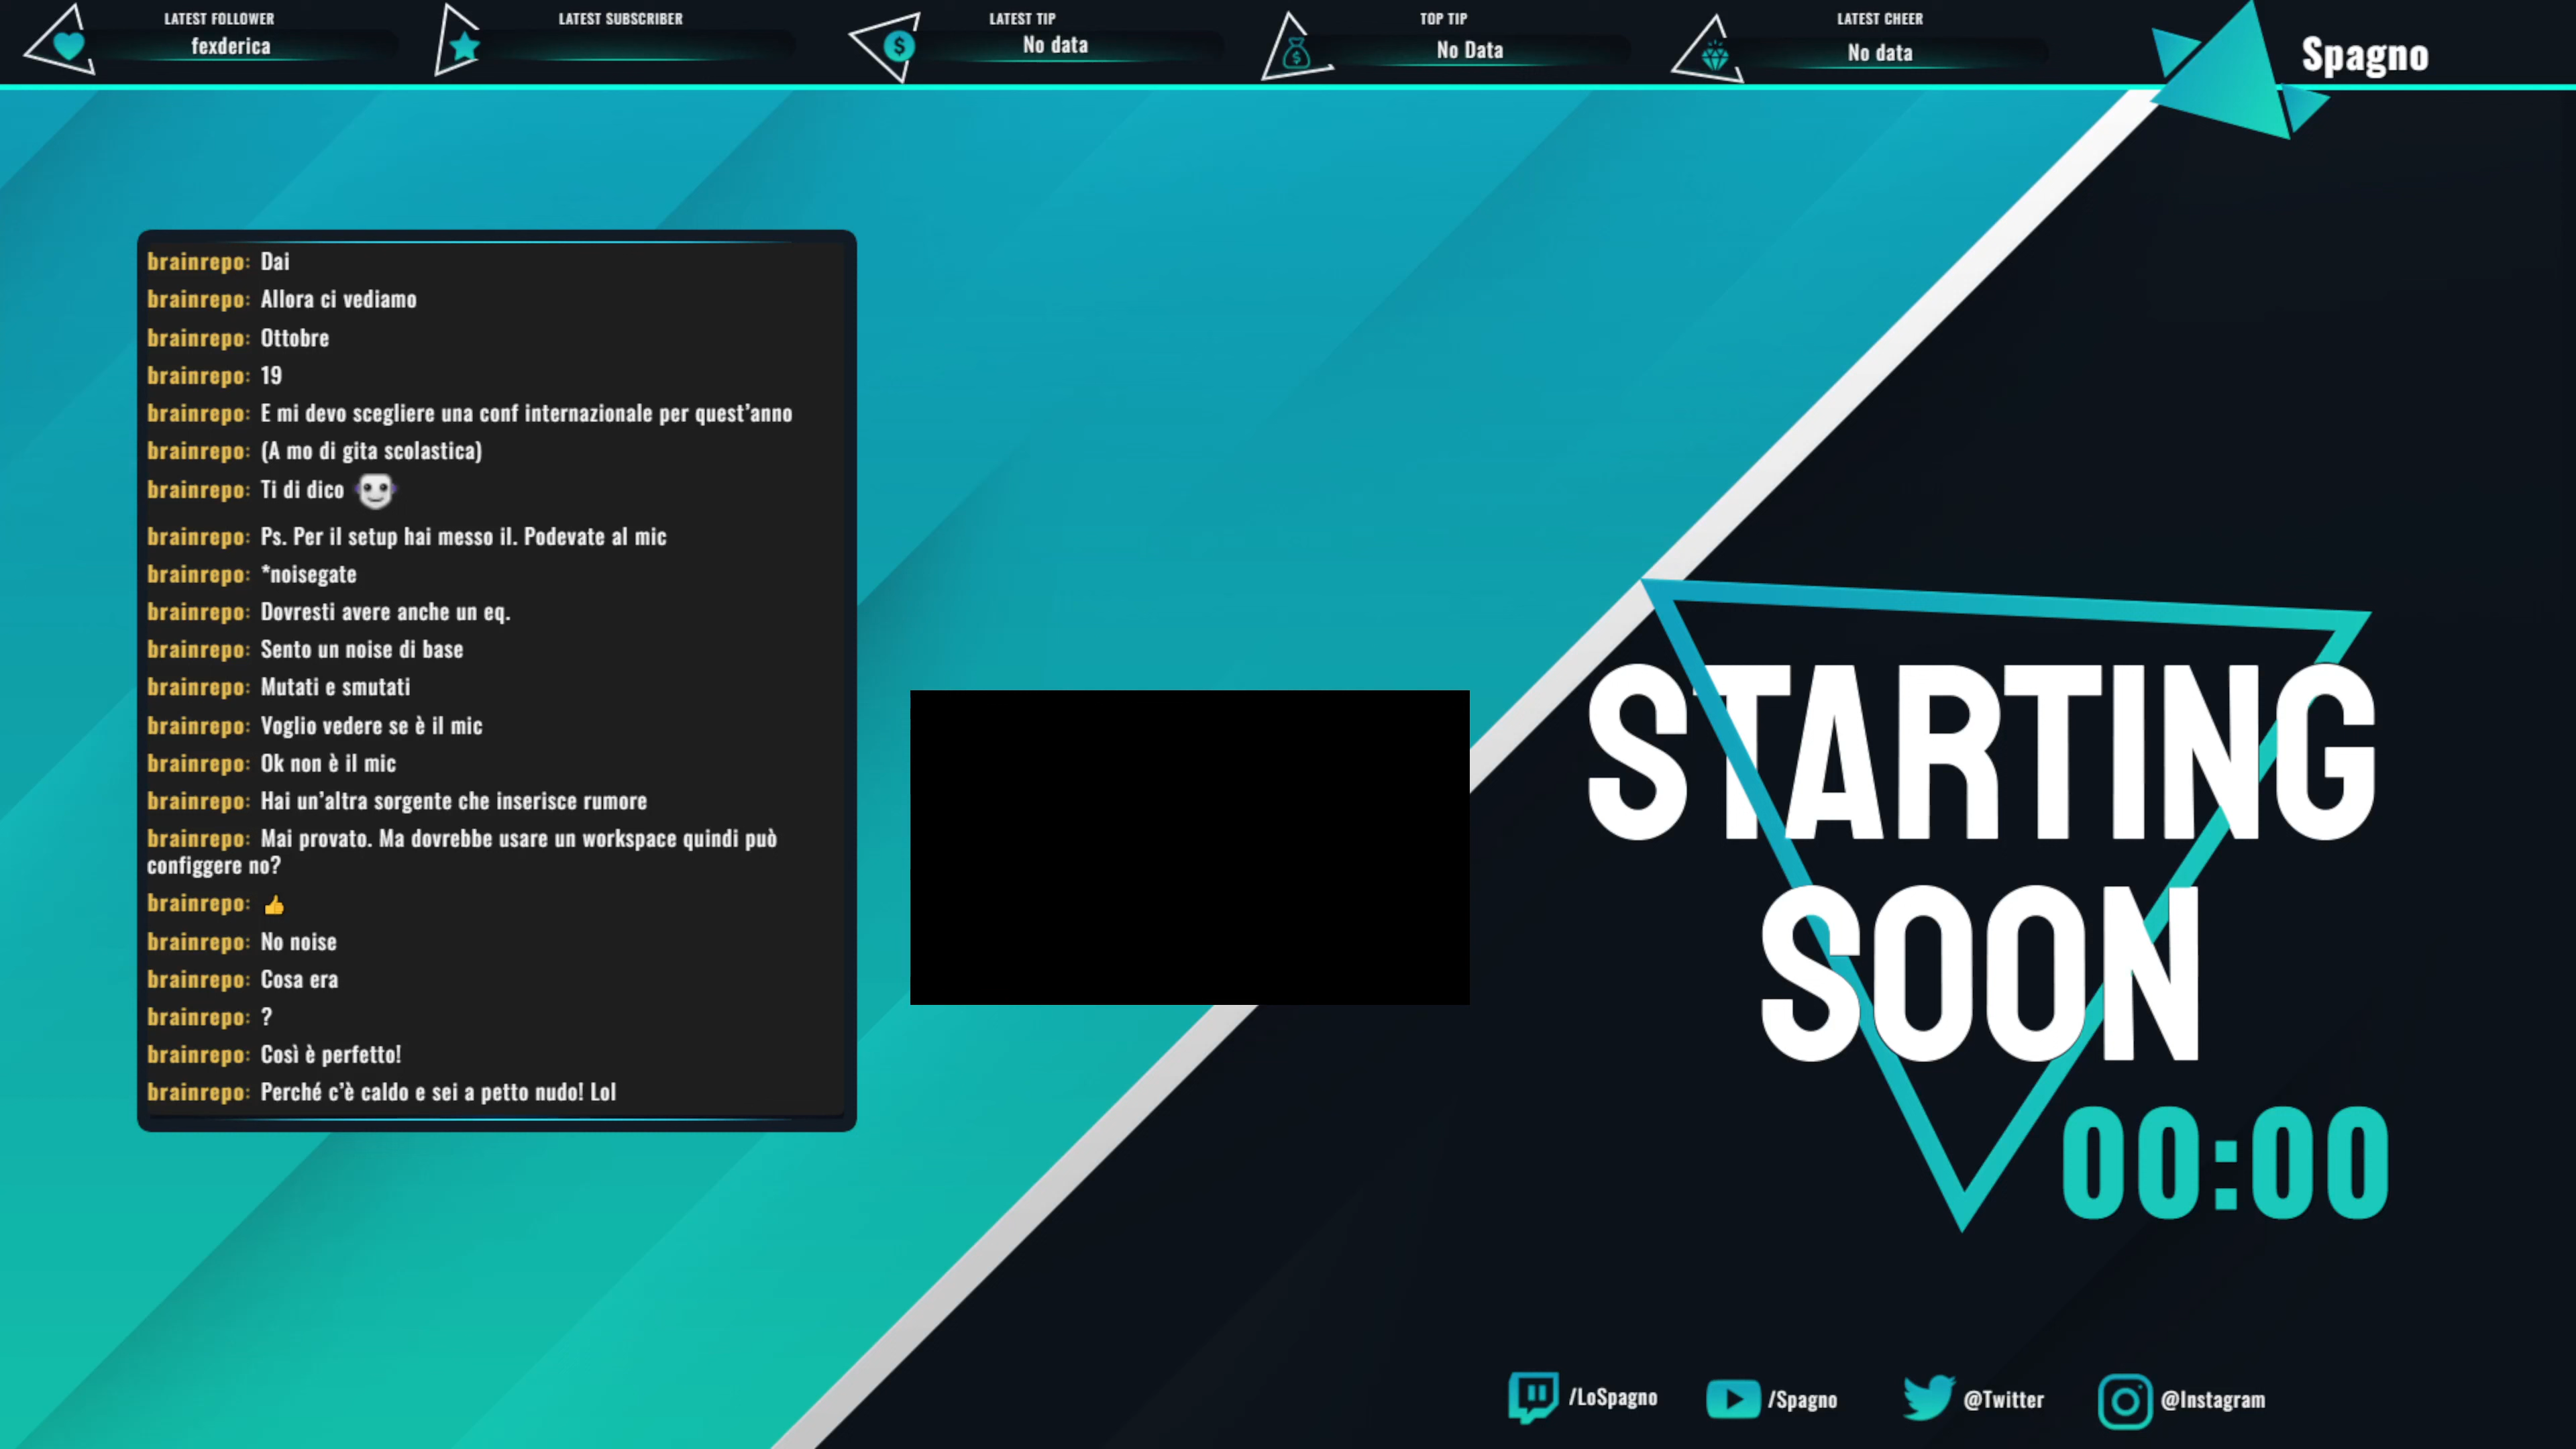 LATEST FOLLOWER
fexderica
LATEST SUBSCRIBER
LATEST TIP
No data
TOP TIP
No Data
LATEST CHEER
No data
Spagno
brainrepo: Dai
brainrepo: Allora ci vediamo
brainrepo: Ottobre
brainrepo: 19
brainrepo: E mi devo scegliere una conf internazionale per quest’anno
brainrepo: (A mo di gita scolastica)
brainrepo: Ti di dico
brainrepo: Ps. Per il setup hai messo il. Podevate al mic
brainrepo: *noisegate
brainrepo: Dovresti avere anche un eq.
brainrepo: Sento un noise di base
brainrepo: Mutati e smutati
brainrepo: Voglio vedere se è il mic
brainrepo: Ok non è il mic
brainrepo: Hai un’altra sorgente che inserisce rumore
brainrepo: Mai provato. Ma dovrebbe usare un workspace quindi può
configgere no?
brainrepo: 👍
brainrepo: No noise
brainrepo: Cosa era
brainrepo: ?
brainrepo: Così è perfetto!
brainrepo: Perché c’è caldo e sei a petto nudo! Lol
STARTING
SOON
00:00
/LoSpagno
/Spagno
@Twitter
@Instagram